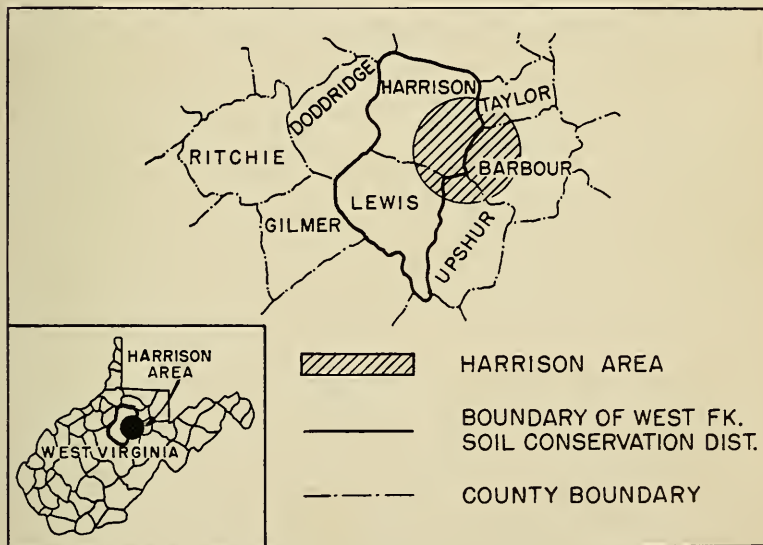 HARRISON
TAYLOR
DODDRIDGE
RITCHIE
BARBOUR
LEWIS
GILMER
UPSHUR
HARRISON
AREA
WEST VIRGINIA
HARRISON AREA
BOUNDARY OF WEST FK.
SOIL CONSERVATION DIST.
COUNTY BOUNDARY